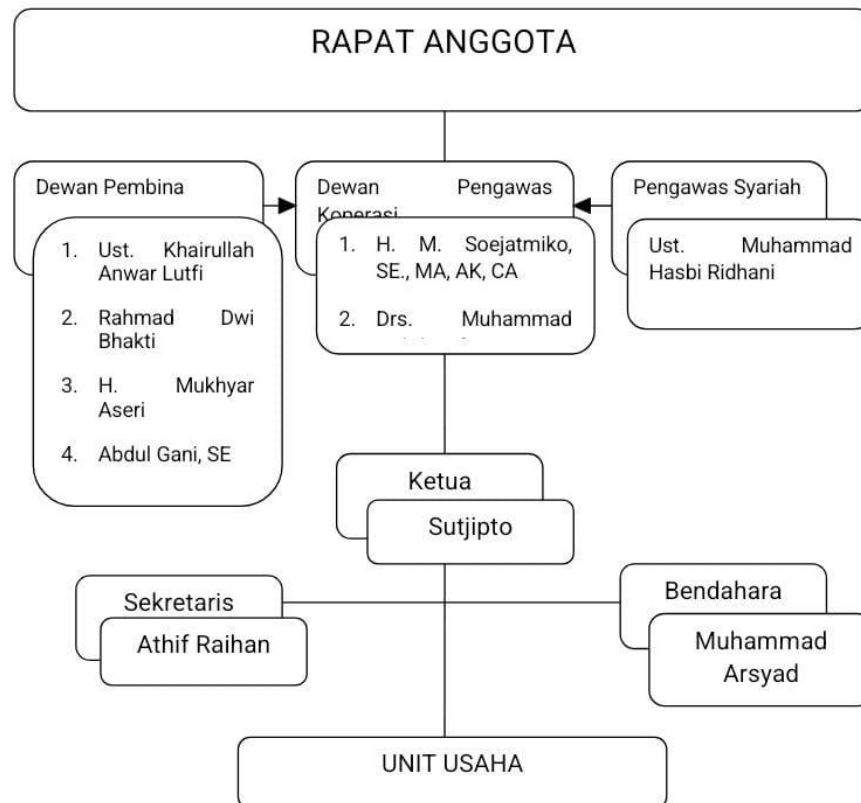 RAPAT ANGGOTA
Dewan Pembina
1. Ust. Khairullah
Anwar Lutfi
2. Rahmad Dwi
Bhakti
3. H. Mukhyar
Aseri
4. Abdul Gani, SE
Dewan Pengawas
Koperasi
1. H. M. Soejatmiko,
SE., MA, AK, CA
2. Drs. Muhammad
Pengawas Syariah
Ust. Muhammad
Hasbi Ridhani
Ketua
Sutjipto
Sekretaris
Athif Raihan
Bendahara
Muhammad
Arsyad
UNIT USAHA